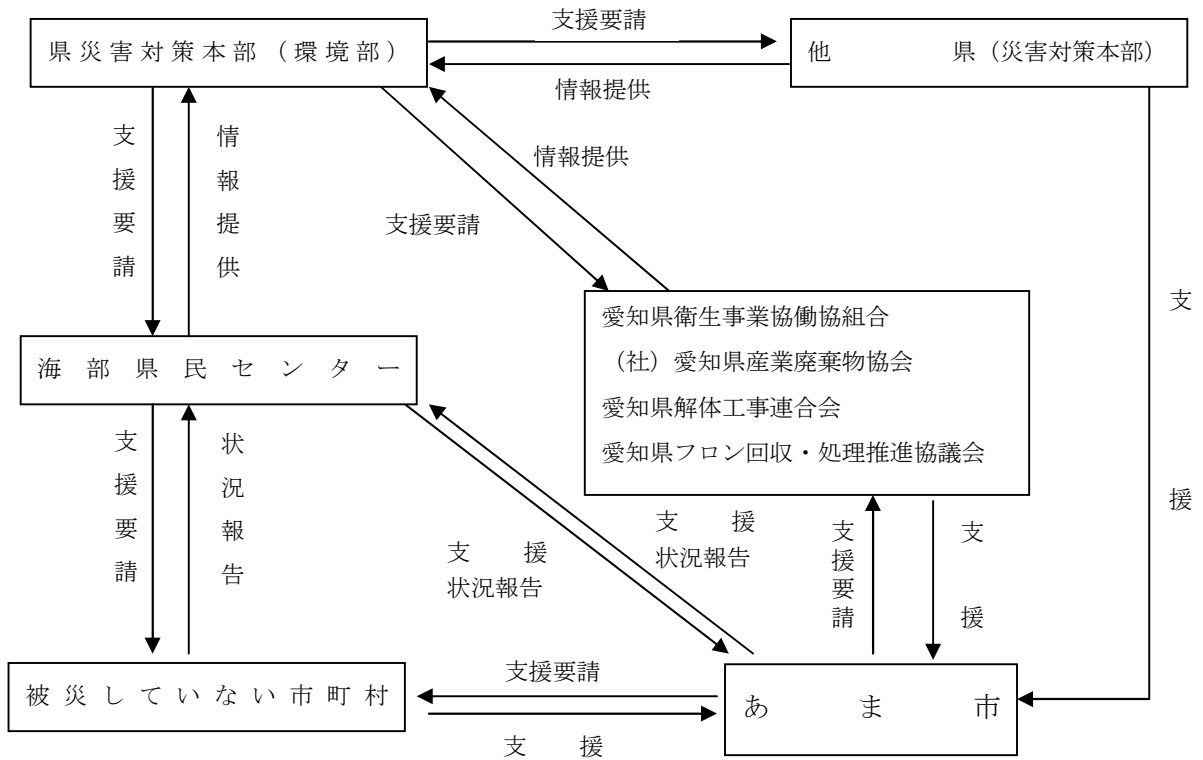 支援要請
県災害対策本部（環境部）
他　県（災害対策本部）
情報提供
支援要請
情報提供
情報提供
支援要請
支援
愛知県衛生事業協働協組合
（社）愛知県産業廃棄物協会
愛知県解体工事連合会
愛知県フロン回収・処理推進協議会
海部県民センター
支援要請
状況報告
支援
状況報告
支援
状況報告
支援要請
支援
被災していない市町村
支援要請
支援
あま市